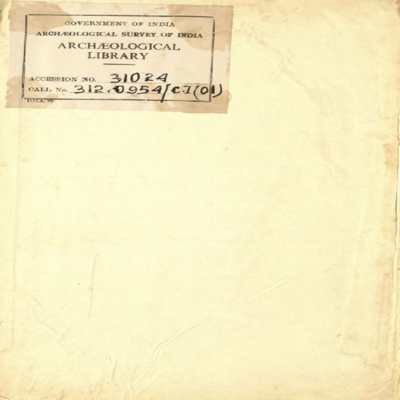 GOVERNMENT OF INDIA
ARCHÆOLOGICAL SURVEY OF INDIA
ARCHÆOLOGICAL
LIBRARY
ACCESSION NO. 31024
CALL No. 312.0954/C.I(01)